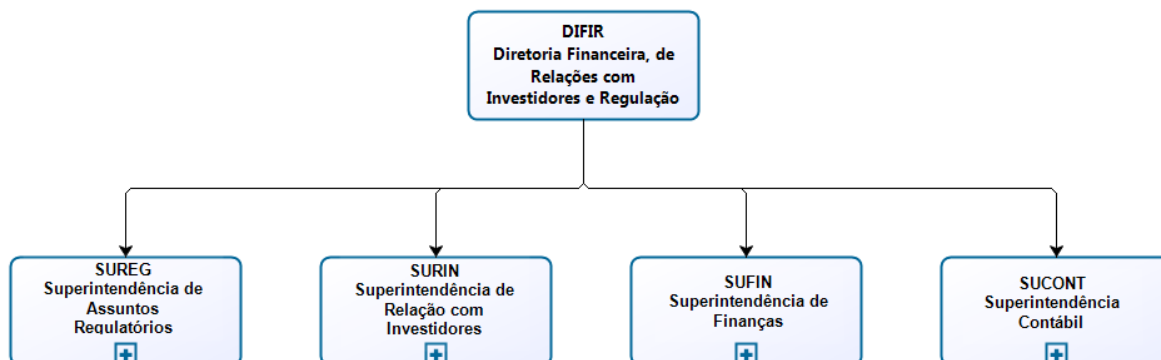 DIFIR
Diretoria Financeira, de
Relações com
Investidores e Regulação
SUREG
Superintendência de
Assuntos
Regulatórios
SURIN
Superintendência de
Relação com
Investidores
SUFIN
Superintendência de
Finanças
SUCONT
Superintendência
Contábil